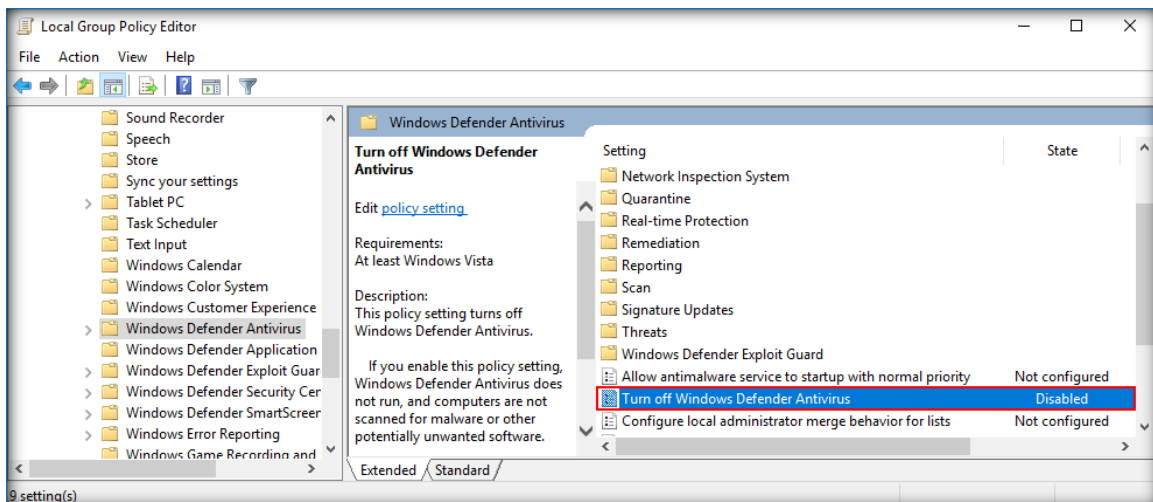 Local Group Policy Editor
File Action View Help
Sound Recorder
Speech
Store
Sync your settings
Tablet PC
Task Scheduler
Text Input
Windows Calendar
Windows Color System
Windows Customer Experience
Windows Defender Antivirus
Windows Defender Application
Windows Defender Exploit Guar
Windows Defender Security Cer
Windows Defender SmartScreer
Windows Error Reporting
Windows Game Recording and
Windows Defender Antivirus
Turn off Windows Defender
Antivirus
Edit policy setting
Requirements:
At least Windows Vista
Description:
This policy setting turns off
Windows Defender Antivirus.
If you enable this policy setting,
Windows Defender Antivirus does
not run, and computers are not
scanned for malware or other
potentially unwanted software.
Setting State
Network Inspection System
Quarantine
Real-time Protection
Remediation
Reporting
Scan
Signature Updates
Threats
Windows Defender Exploit Guard
Allow antimalware service to startup with normal priority Not configured
Turn off Windows Defender Antivirus Disabled
Configure local administrator merge behavior for lists Not configured
Extended Standard
9 setting(s)